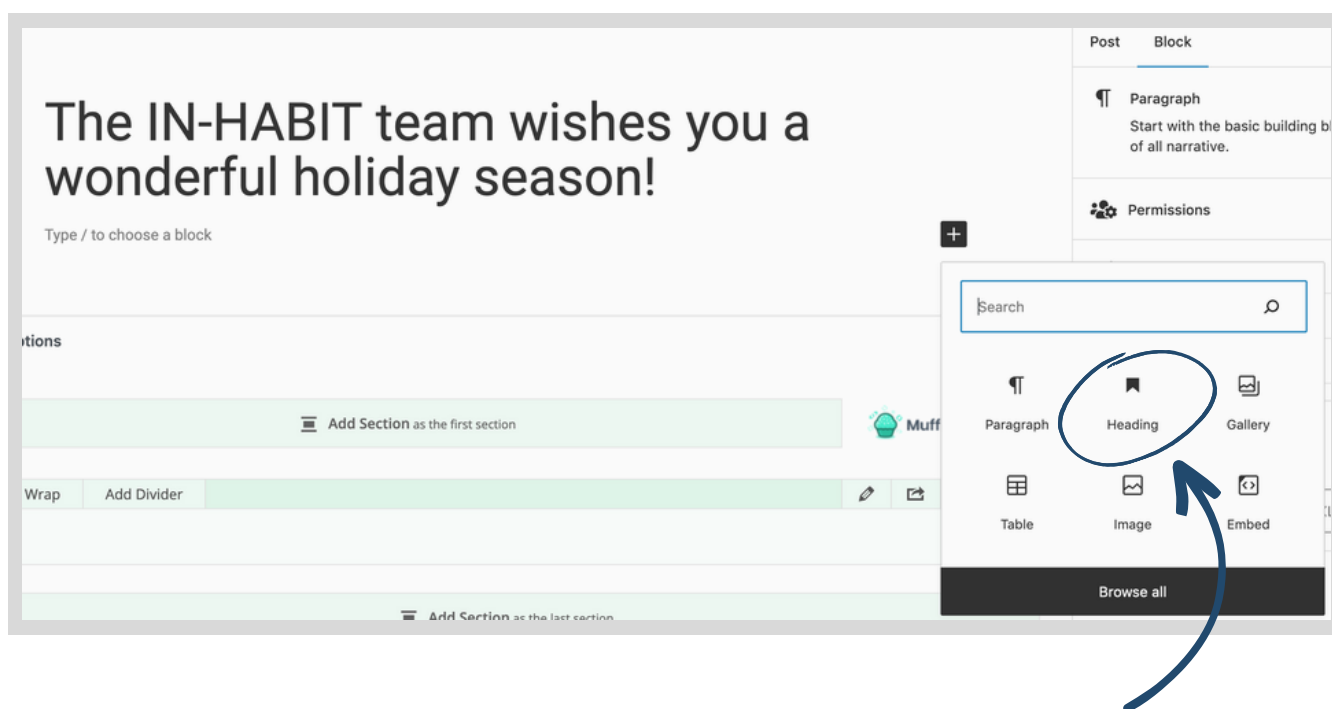 Post Block
The IN-HABIT team wishes you a
wonderful holiday season!
Type / to choose a block
Paragraph
Start with the basic building bl
of all narrative.
Permissions
Search
Paragraph Heading Gallery
Table Image Embed
Browse all
otions
Add Section as the first section
Muff
Wrap Add Divider
Add Section as the last section